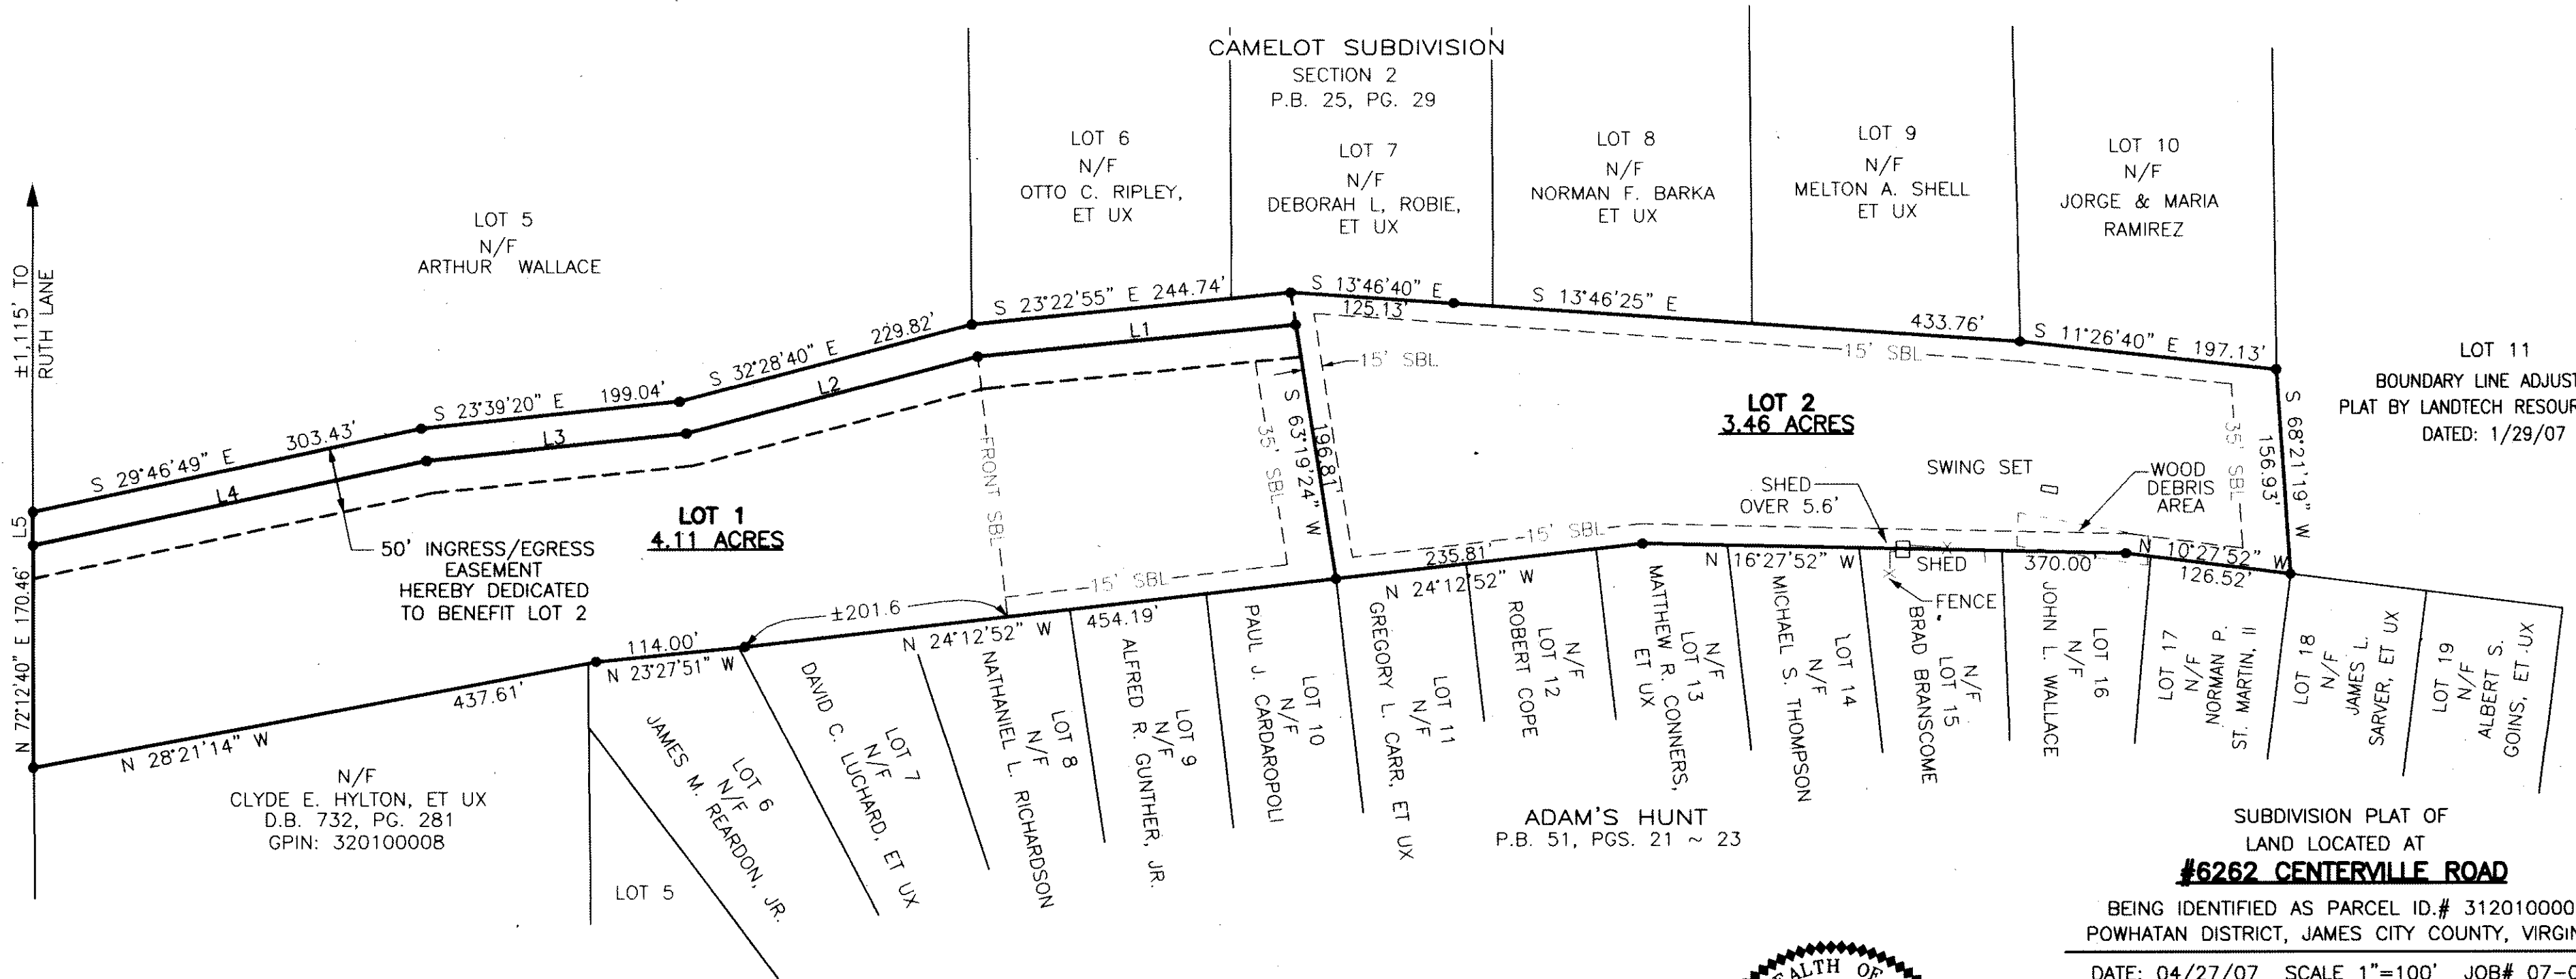 CAMELOT SUBDIVISION
SECTION 2
P.B. 25, PG. 29
LOT 5
N/F
ARTHUR WALLACE
LOT 6
N/F
OTTO C. RIPLEY,
ET UX
LOT 7
N/F
DEBORAH L, ROBIE,
ET UX
LOT 8
N/F
NORMAN F. BARKA
ET UX
LOT 9
N/F
MELTON A. SHELL
ET UX
LOT 10
N/F
JORGE & MARIA
RAMIREZ
LOT 11
BOUNDARY LINE ADJUST
PLAT BY LANDTECH RESOUR
DATED: 1/29/07
±1,115' TO
RUTH LANE
S 29°46'49" E 303.43'
S 23°39'20" E 199.04'
S 32°28'40" E 229.82'
S 23°22'55" E 244.74'
S 13°46'40" E
125.13'
S 13°46'25" E 433.76'
S 11°26'40" E 197.13'
S 68°21'19" W
156.93'
L1
L2
L3
L4
L5
N 72°12'40" E 170.46'
50' INGRESS/EGRESS
EASEMENT
HEREBY DEDICATED
TO BENEFIT LOT 2
LOT 1
4.11 ACRES
FRONT SBL
35' SBL
15' SBL
S 63°19'24" W
196.81'
15' SBL
15' SBL
LOT 2
3.46 ACRES
35' SBL
15' SBL
SWING SET
WOOD
DEBRIS
AREA
SHED
OVER 5.6'
SHED
FENCE
±201.6
N 28°21'14" W 437.61'
114.00'
N 23°27'51" W
N 24°12'52" W 454.19'
235.81'
N 24°12'52" W
N 16°27'52" W 370.00'
N 10°27'52" W
126.52'
N/F
CLYDE E. HYLTON, ET UX
D.B. 732, PG. 281
GPIN: 320100008
LOT 5
LOT 6
N/F
JAMES M. REARDON, JR.
LOT 7
N/F
DAVID C. LUCHARD, ET UX
LOT 8
N/F
NATHANIEL L. RICHARDSON
LOT 9
N/F
ALFRED R. GUNTHER, JR.
LOT 10
N/F
PAUL J. CARDAROPOLI
LOT 11
N/F
GREGORY L. CARR, ET UX
N/F
LOT 12
ROBERT COPE
N/F
LOT 13
MATTHEW R. CONNERS,
ET UX
LOT 14
N/F
MICHAEL S. THOMPSON
N/F
LOT 15
BRAD BRANSCOME
LOT 16
N/F
JOHN L. WALLACE
LOT 17
N/F
NORMAN P.
ST. MARTIN, II
LOT 18
N/F
JAMES L.
SARVER, ET UX
LOT 19
N/F
ALBERT S.
GOINS, ET UX
ADAM'S HUNT
P.B. 51, PGS. 21 ~ 23
SUBDIVISION PLAT OF
LAND LOCATED AT
#6262 CENTERVILLE ROAD
BEING IDENTIFIED AS PARCEL ID.# 312010000
POWHATAN DISTRICT, JAMES CITY COUNTY, VIRGIN
DATE: 04/27/07 SCALE 1"=100' JOB# 07-0
EALTH OF